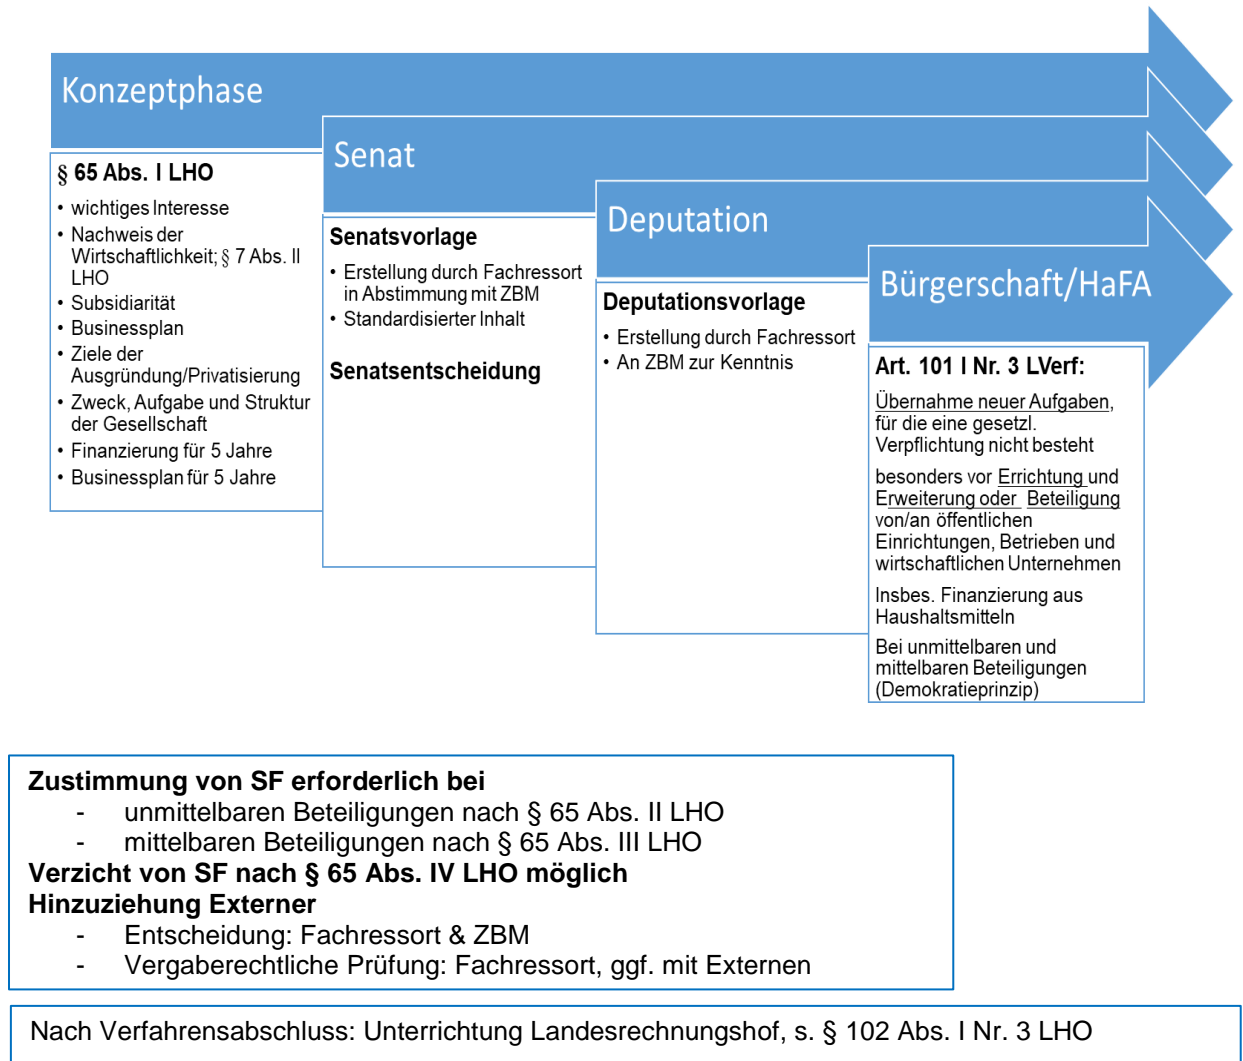 Konzeptphase
§ 65 Abs. I LHO
• wichtiges Interesse
• Nachweis der
Wirtschaftlichkeit; § 7 Abs. II
LHO
• Subsidiarität
• Businessplan
• Ziele der
Ausgründung/Privatisierung
• Zweck, Aufgabe und Struktur
der Gesellschaft
• Finanzierung für 5 Jahre
• Businessplan für 5 Jahre
Senat
Senatsvorlage
• Erstellung durch Fachressort
in Abstimmung mit ZBM
• Standardisierter Inhalt
Senatsentscheidung
Deputation
Deputationsvorlage
• Erstellung durch Fachressort
• An ZBM zur Kenntnis
Bürgerschaft/HaFA
Art. 101 I Nr. 3 LVerf:
Übernahme neuer Aufgaben,
für die eine gesetzl.
Verpflichtung nicht besteht
besonders vor Errichtung und
Erweiterung oder Beteiligung
von/an öffentlichen
Einrichtungen, Betrieben und
wirtschaftlichen Unternehmen
Insbes. Finanzierung aus
Haushaltsmitteln
Bei unmittelbaren und
mittelbaren Beteiligungen
(Demokratieprinzip)
Zustimmung von SF erforderlich bei
- unmittelbaren Beteiligungen nach § 65 Abs. II LHO
- mittelbaren Beteiligungen nach § 65 Abs. III LHO
Verzicht von SF nach § 65 Abs. IV LHO möglich
Hinzuziehung Externer
- Entscheidung: Fachressort & ZBM
- Vergaberechtliche Prüfung: Fachressort, ggf. mit Externen
Nach Verfahrensabschluss: Unterrichtung Landesrechnungshof, s. § 102 Abs. I Nr. 3 LHO